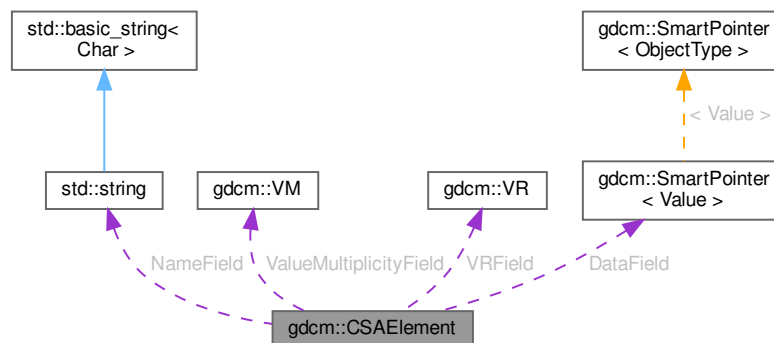 std::basic_string<
Char >
gdcm::SmartPointer
< ObjectType >
< Value >
std::string
gdcm::VM
gdcm::VR
gdcm::SmartPointer
< Value >
NameField
ValueMultiplicityField
VRField
DataField
gdcm::CSAElement